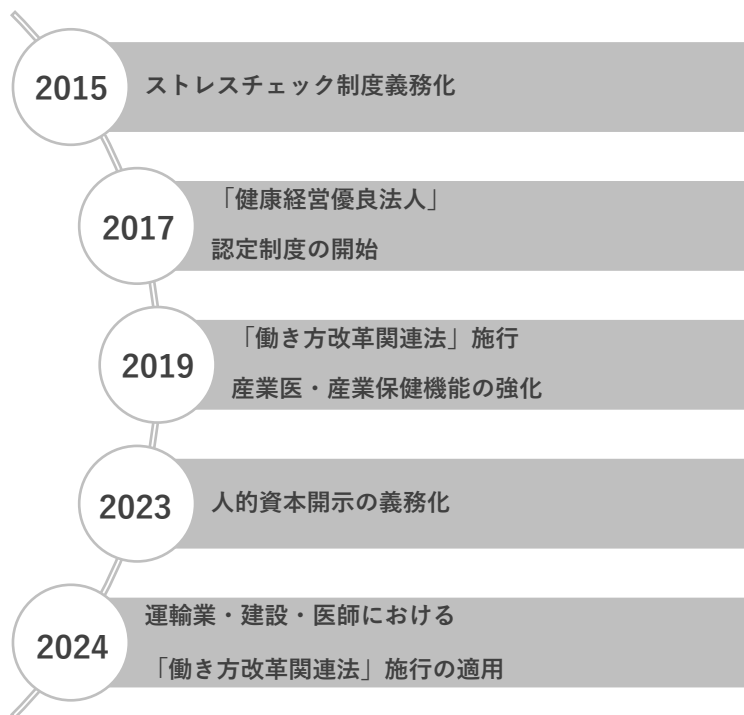 2015
ストレスチェック制度義務化
2017
「健康経営優良法人」
認定制度の開始
2019
「働き方改革関連法」施行
産業医・産業保健機能の強化
2023
人的資本開示の義務化
2024
運輸業・建設・医師における
「働き方改革関連法」施行の適用